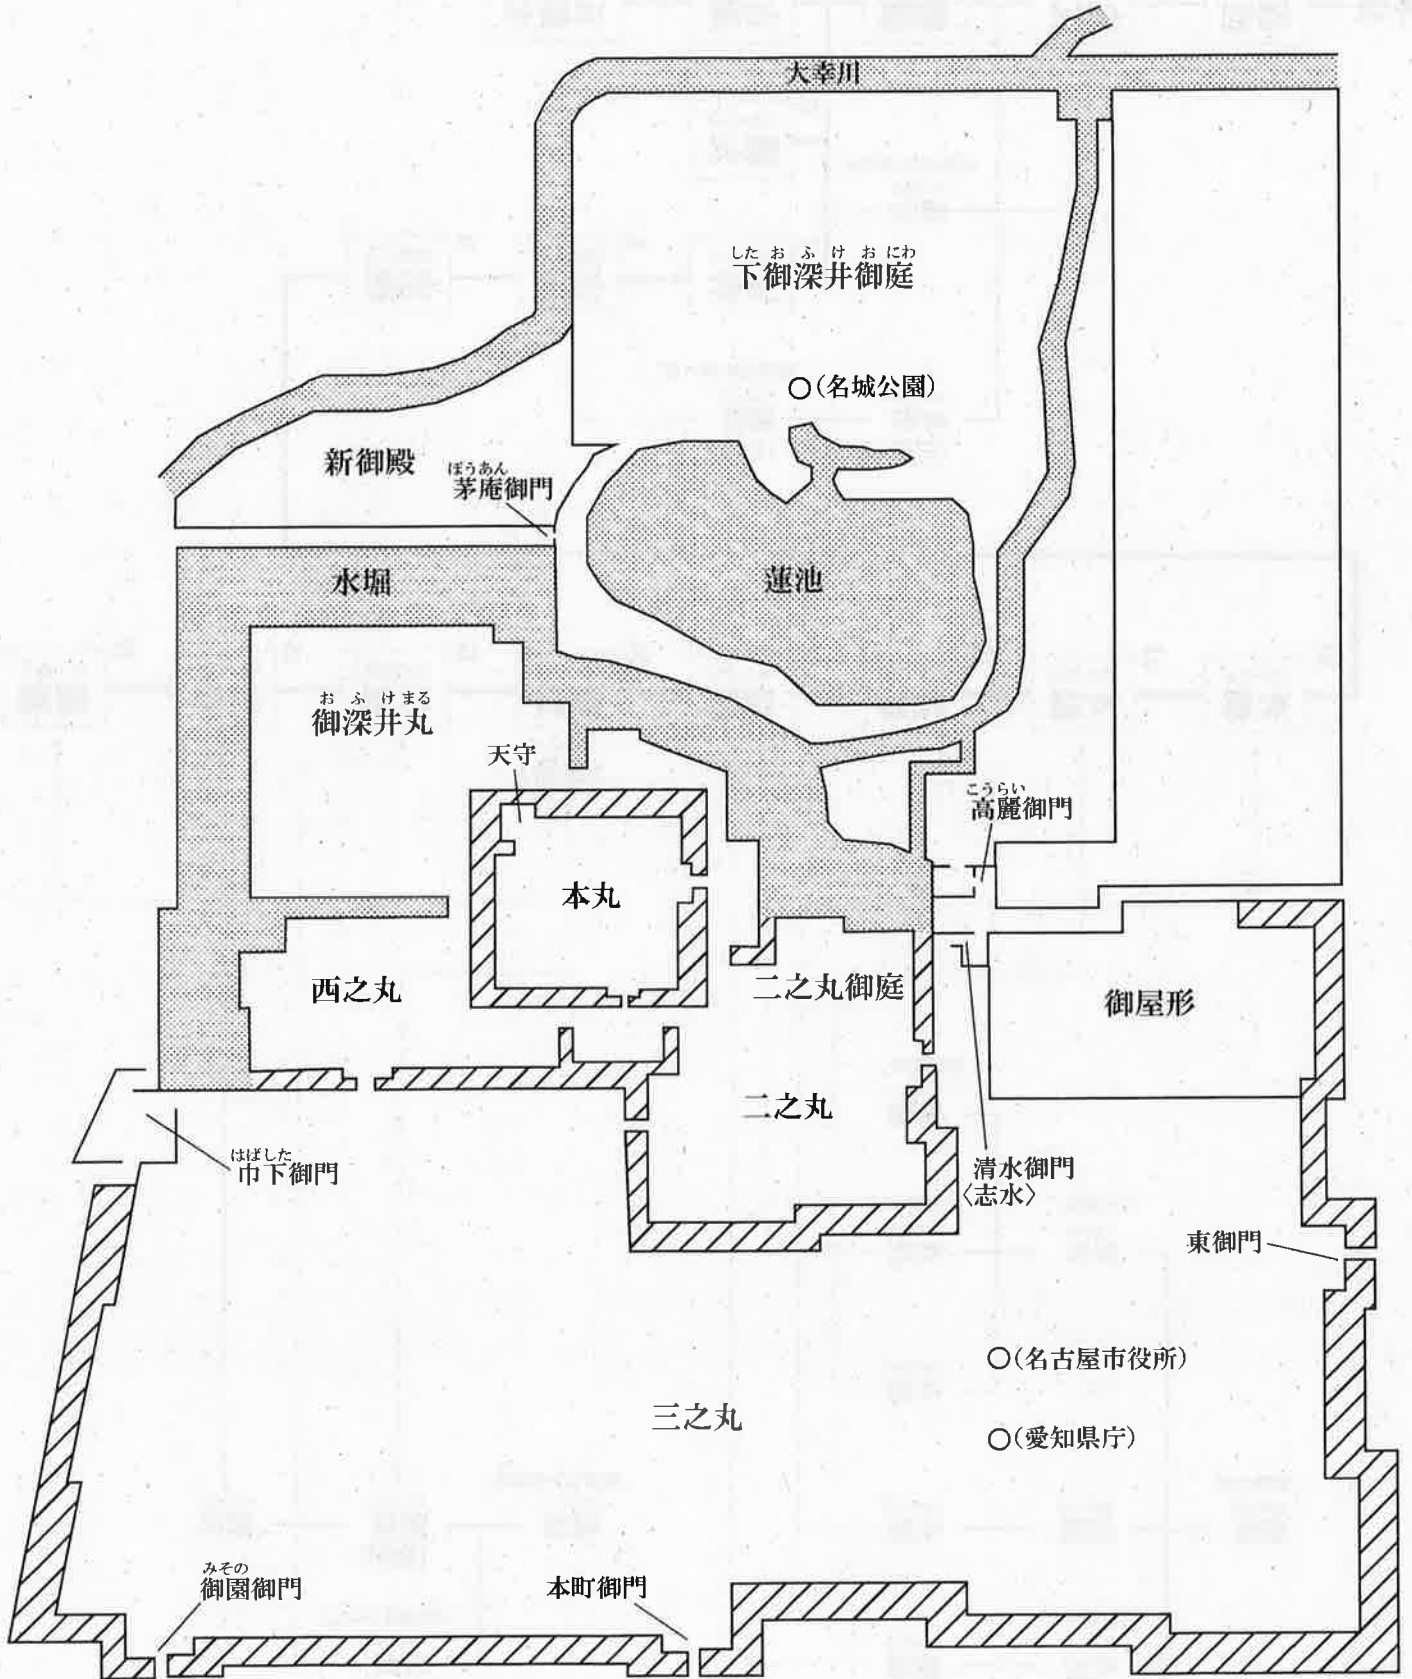 大幸川
した お ふ け お にわ
下御深井御庭
○(名城公園)
新御殿
ぼうあん
茅庵御門
水堀
蓮池
お ふ け まる
御深井丸
天守
こうらい
高麗御門
本丸
西之丸
二之丸御庭
御屋形
二之丸
はばした
巾下御門
清水御門
〈志水〉
東御門
○(名古屋市役所)
三之丸
○(愛知県庁)
みその
御園御門
本町御門